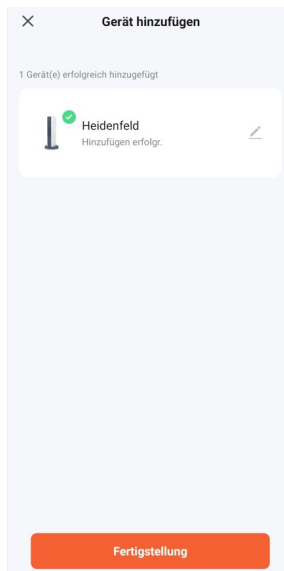 Gerät hinzufügen
1 Gerät(e) erfolgreich hinzugefügt
Heidenfeld
Hinzufügen erfolgr.
Fertigstellung